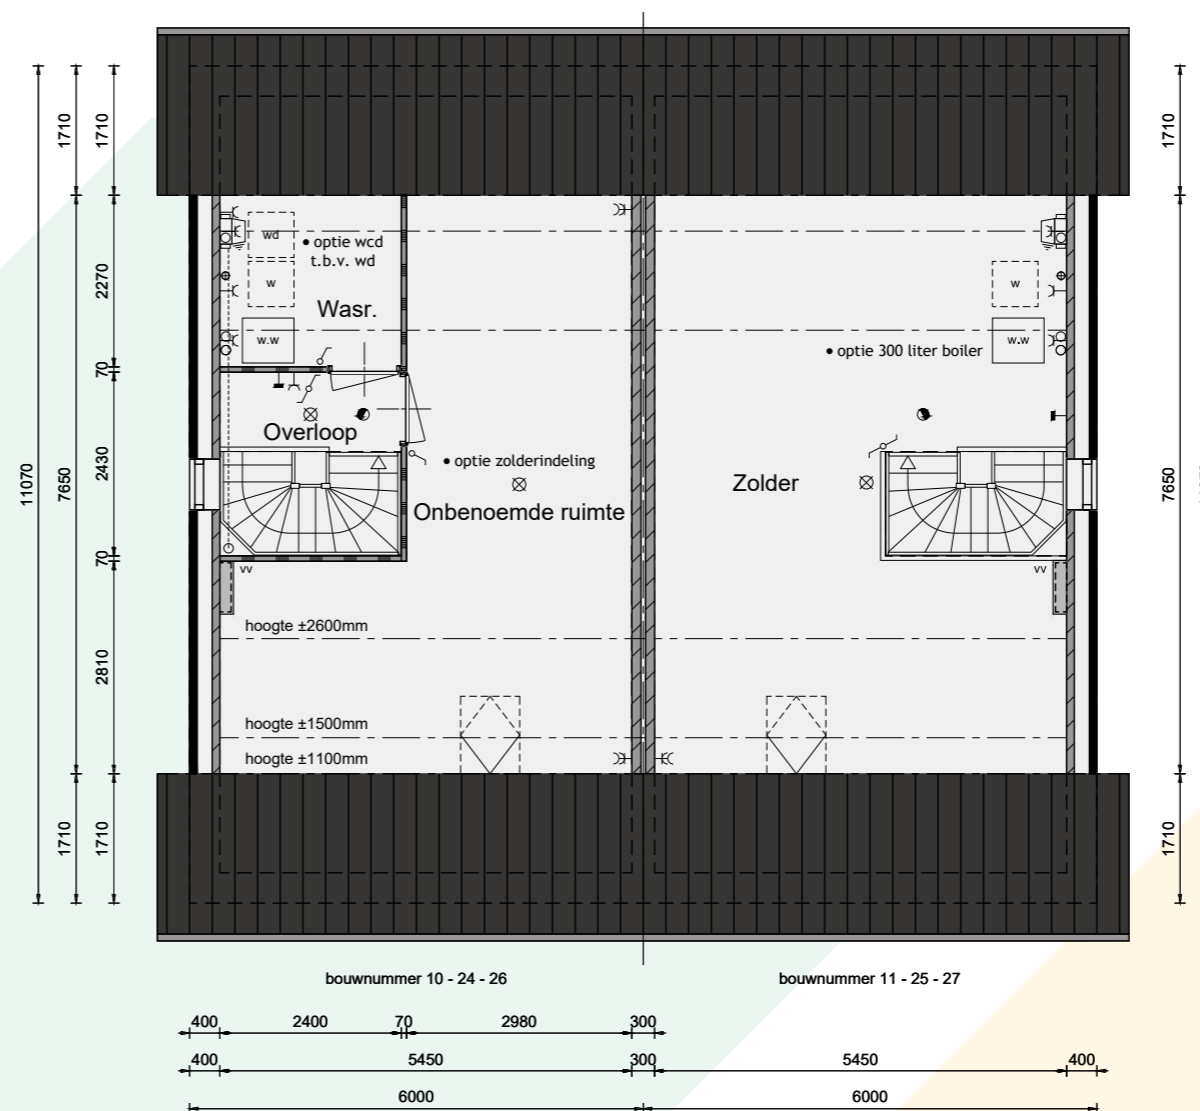 1710
1710
1710
1710
wd
• optie wcd
t.b.v. wd
w
Wasr.
w.w
w
w.w
• optie 300 liter boiler
2270
70
Overloop
• optie zolderindeling
Onbenoemde ruimte
Zolder
11070
7650
2430
7650
70
vv
vv
hoogte ±2600mm
2810
hoogte ±1500mm
hoogte ±1100mm
1710
1710
1710
bouwnummer 10 - 24 - 26
bouwnummer 11 - 25 - 27
400 2400 70 2980 300
400 5450 300 5450 400
6000 6000